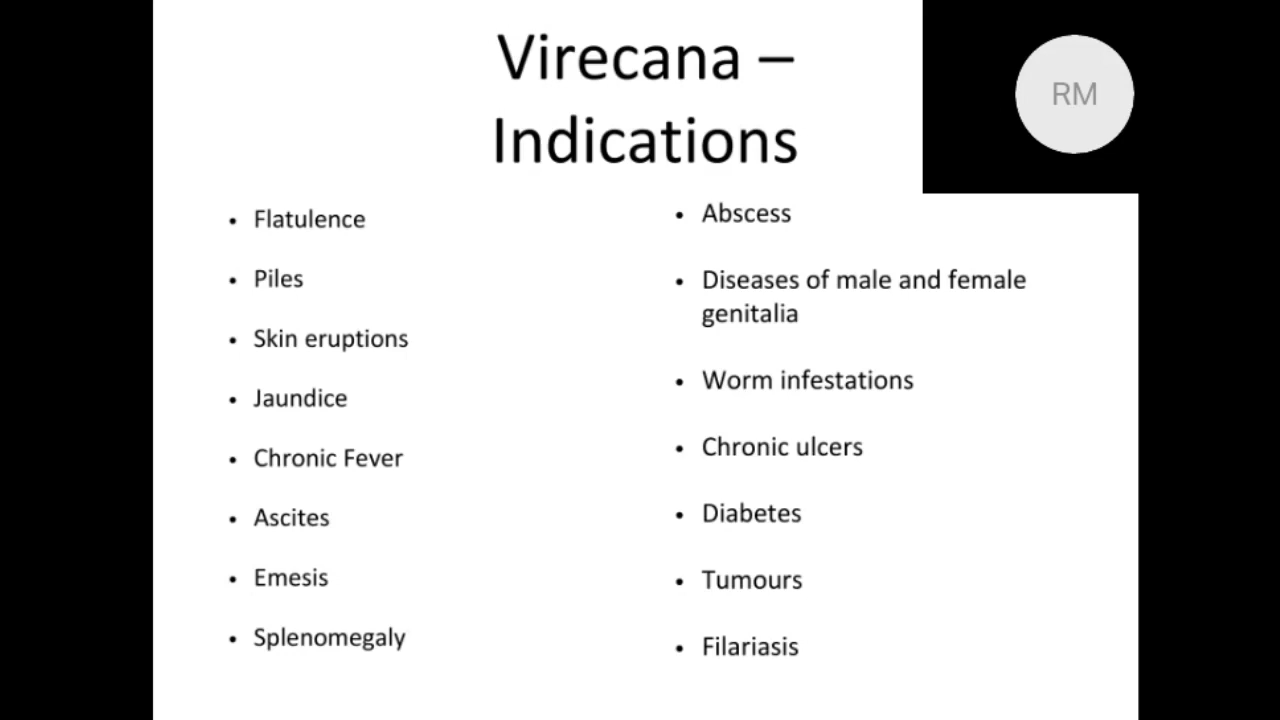 Virecana –
Indications
RM
• Flatulence
• Piles
• Skin eruptions
• Jaundice
• Chronic Fever
• Ascites
• Emesis
• Splenomegaly
• Abscess
• Diseases of male and female
genitalia
• Worm infestations
• Chronic ulcers
• Diabetes
• Tumours
• Filariasis